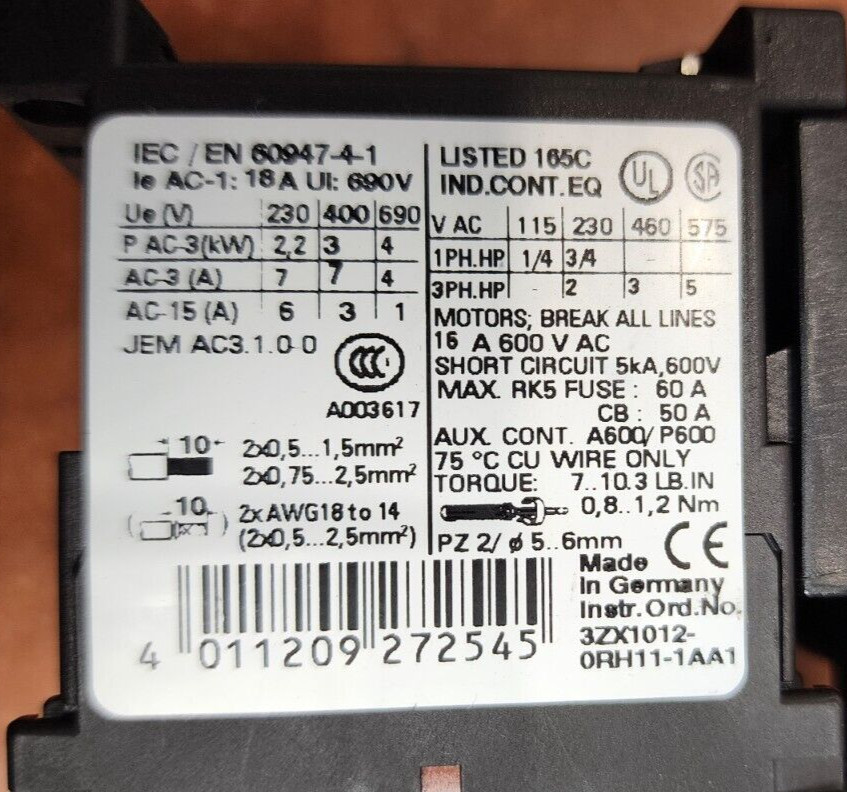 IEC / EN 60947-4-1
Ie AC-1: 18 A UI: 690V
Ue (V) 230 400 690
P AC-3(kW) 2,2 3 4
AC-3 (A) 7 7 4
AC-15 (A) 6 3 1
JEM AC3.1.0-0
CCC
A003617
10
2x0,5...1,5mm²
2x0,75...2,5mm²
10
2x AWG18 to 14
(2x0,5...2,5mm²)
LISTED 165C
IND.CONT.EQ
UL
SA
V AC 115 230 460 575
1PH.HP 1/4 3/4
3PH.HP - 2 3 5
MOTORS; BREAK ALL LINES
16 A 600 V AC
SHORT CIRCUIT 5kA,600V
MAX. RK5 FUSE : 60 A
CB : 50 A
AUX. CONT. A600/ P600
75 °C CU WIRE ONLY
TORQUE: 7..10.3 LB.IN
0,8..1,2 Nm
PZ 2/ ø 5..6mm
CE
Made
in Germany
Instr.Ord.No.
3ZX1012-
0RH11-1AA1
4 011209 272545